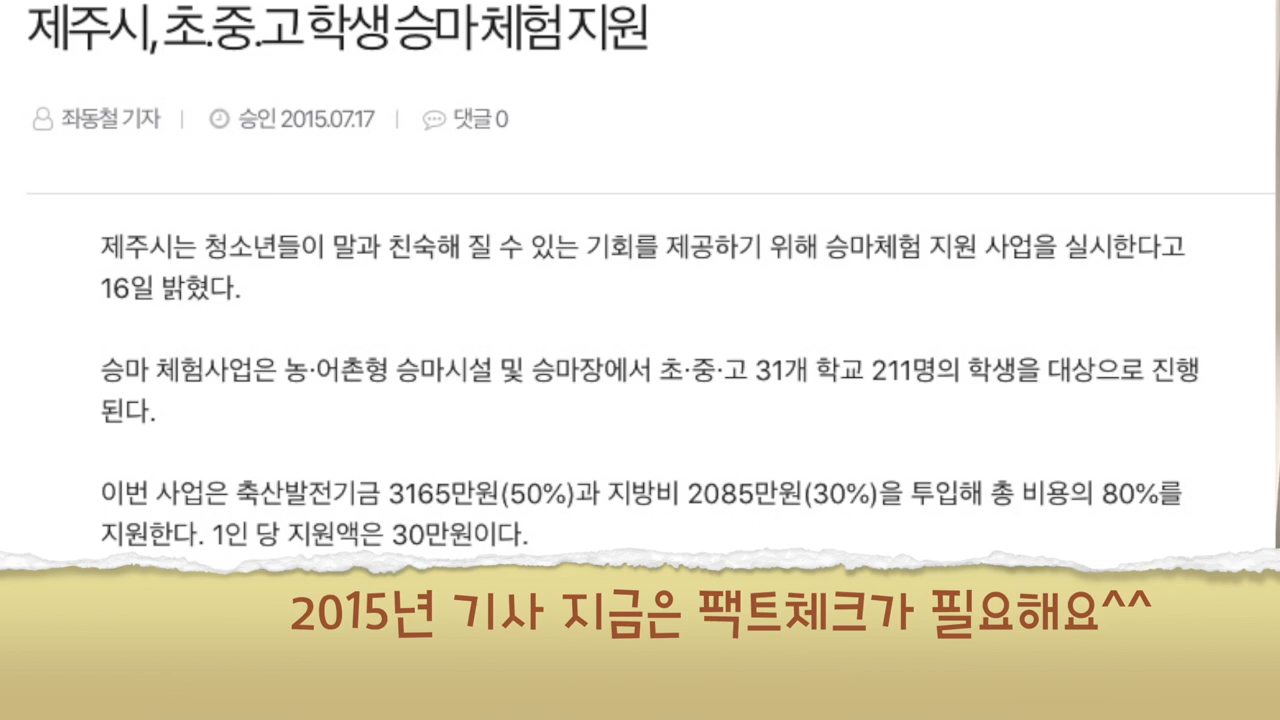 제주시, 초.중.고 학생 승마 체험 지원
좌동철 기자 | 승인 2015.07.17 | 댓글 0
제주시는 청소년들이 말과 친숙해 질 수 있는 기회를 제공하기 위해 승마체험 지원 사업을 실시한다고
16일 밝혔다.
승마 체험사업은 농·어촌형 승마시설 및 승마장에서 초·중·고 31개 학교 211명의 학생을 대상으로 진행
된다.
이번 사업은 축산발전기금 3165만원(50%)과 지방비 2085만원(30%)을 투입해 총 비용의 80%를
지원한다. 1인 당 지원액은 30만원이다.
2015년 기사 지금은 팩트체크가 필요해요^^